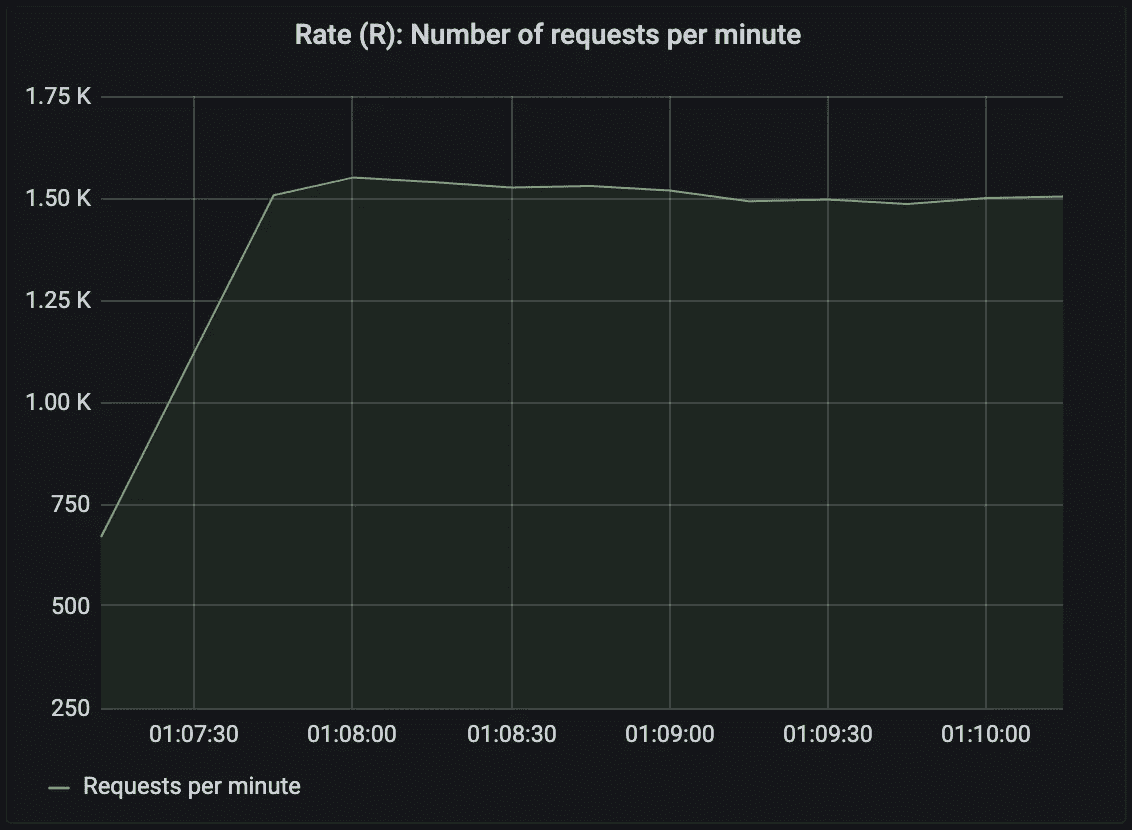 Rate (R): Number of requests per minute
1.75 K
1.50 K
1.25 K
1.00 K
750
500
250
01:07:30 01:08:00 01:08:30 01:09:00 01:09:30 01:10:00
Requests per minute